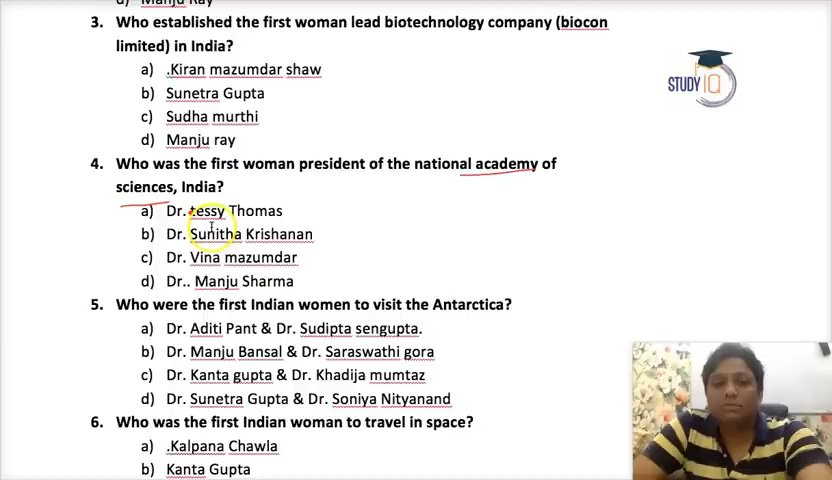 d) Manju Ray
3. Who established the first woman lead biotechnology company (biocon
limited) in India?
a) .Kiran mazumdar shaw
b) Sunetra Gupta
c) Sudha murthi
d) Manju ray
4. Who was the first woman president of the national academy of
sciences, India?
a) Dr. tessy Thomas
b) Dr. Sunitha Krishanan
c) Dr. Vina mazumdar
d) Dr.. Manju Sharma
5. Who were the first Indian women to visit the Antarctica?
a) Dr. Aditi Pant & Dr. Sudipta sengupta.
b) Dr. Manju Bansal & Dr. Saraswathi gora
c) Dr. Kanta gupta & Dr. Khadija mumtaz
d) Dr. Sunetra Gupta & Dr. Soniya Nityanand
6. Who was the first Indian woman to travel in space?
a) .Kalpana Chawla
b) Kanta Gupta
STUDY IQ